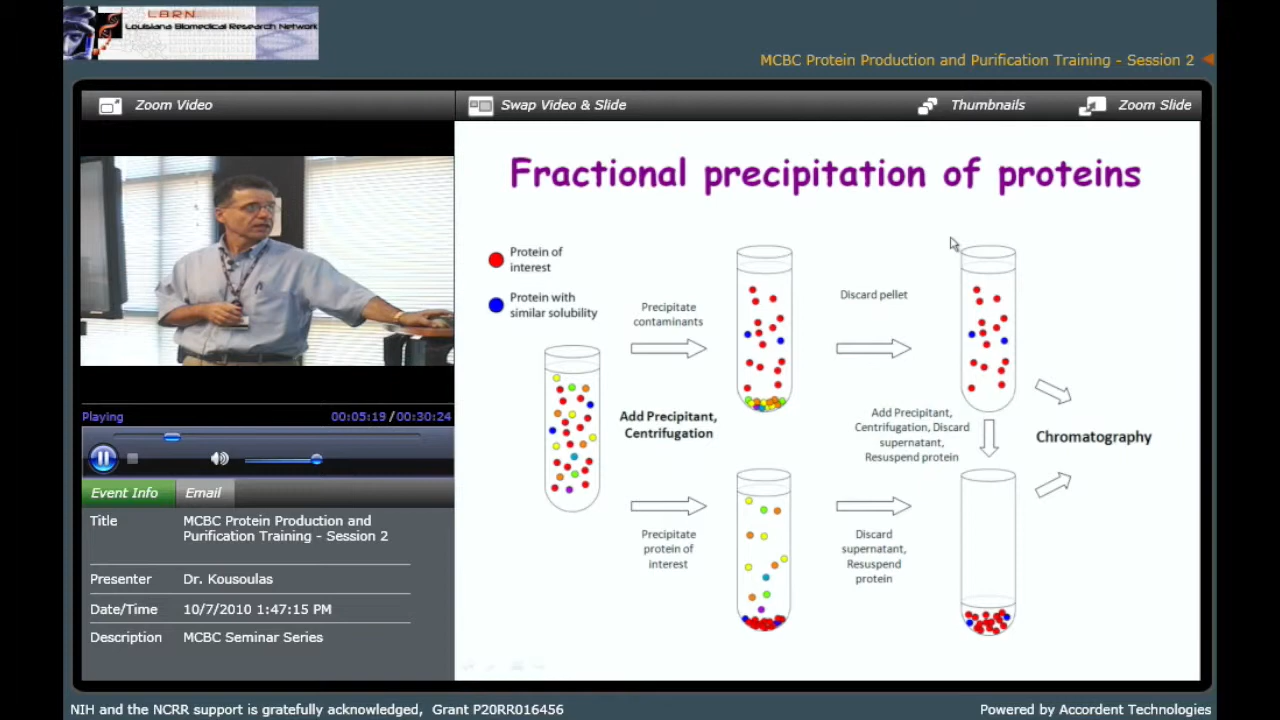 LBRN
Louisiana Biomedical Research Network
MCBC Protein Production and Purification Training - Session 2
Zoom Video
Swap Video & Slide
Thumbnails
Zoom Slide
Fractional precipitation of proteins
Protein of
interest
Protein with
similar solubility
Precipitate
contaminants
Discard pellet
Add Precipitant,
Centrifugation
Add Precipitant,
Centrifugation, Discard
supernatant,
Resuspend protein
Chromatography
Precipitate
protein of
interest
Discard
supernatant,
Resuspend
protein
Playing
00:05:19 / 00:30:24
Event Info
Email
Title
MCBC Protein Production and
Purification Training - Session 2
Presenter
Dr. Kousoulas
Date/Time
10/7/2010 1:47:15 PM
Description
MCBC Seminar Series
NIH and the NCRR support is gratefully acknowledged, Grant P20RR016456
Powered by Accordent Technologies